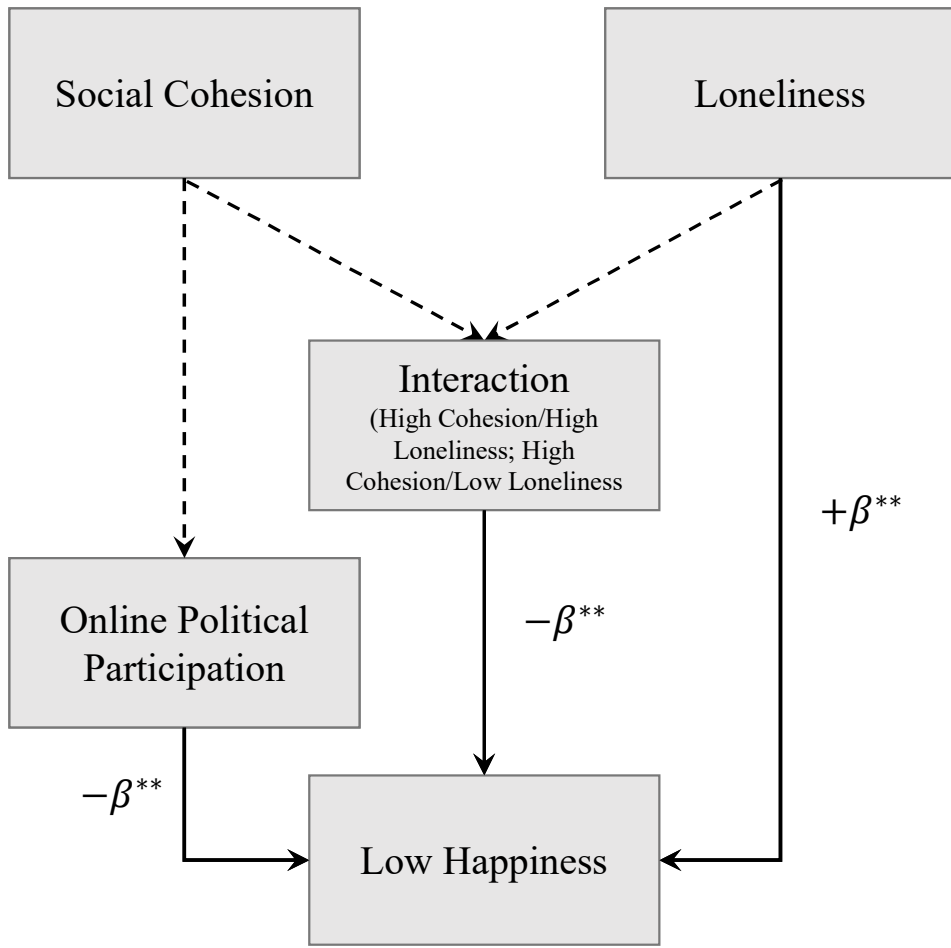 Social Cohesion
Loneliness
Interaction
(High Cohesion/High
Loneliness; High
Cohesion/Low Loneliness
+β**
−β**
Online Political
Participation
−β**
Low Happiness